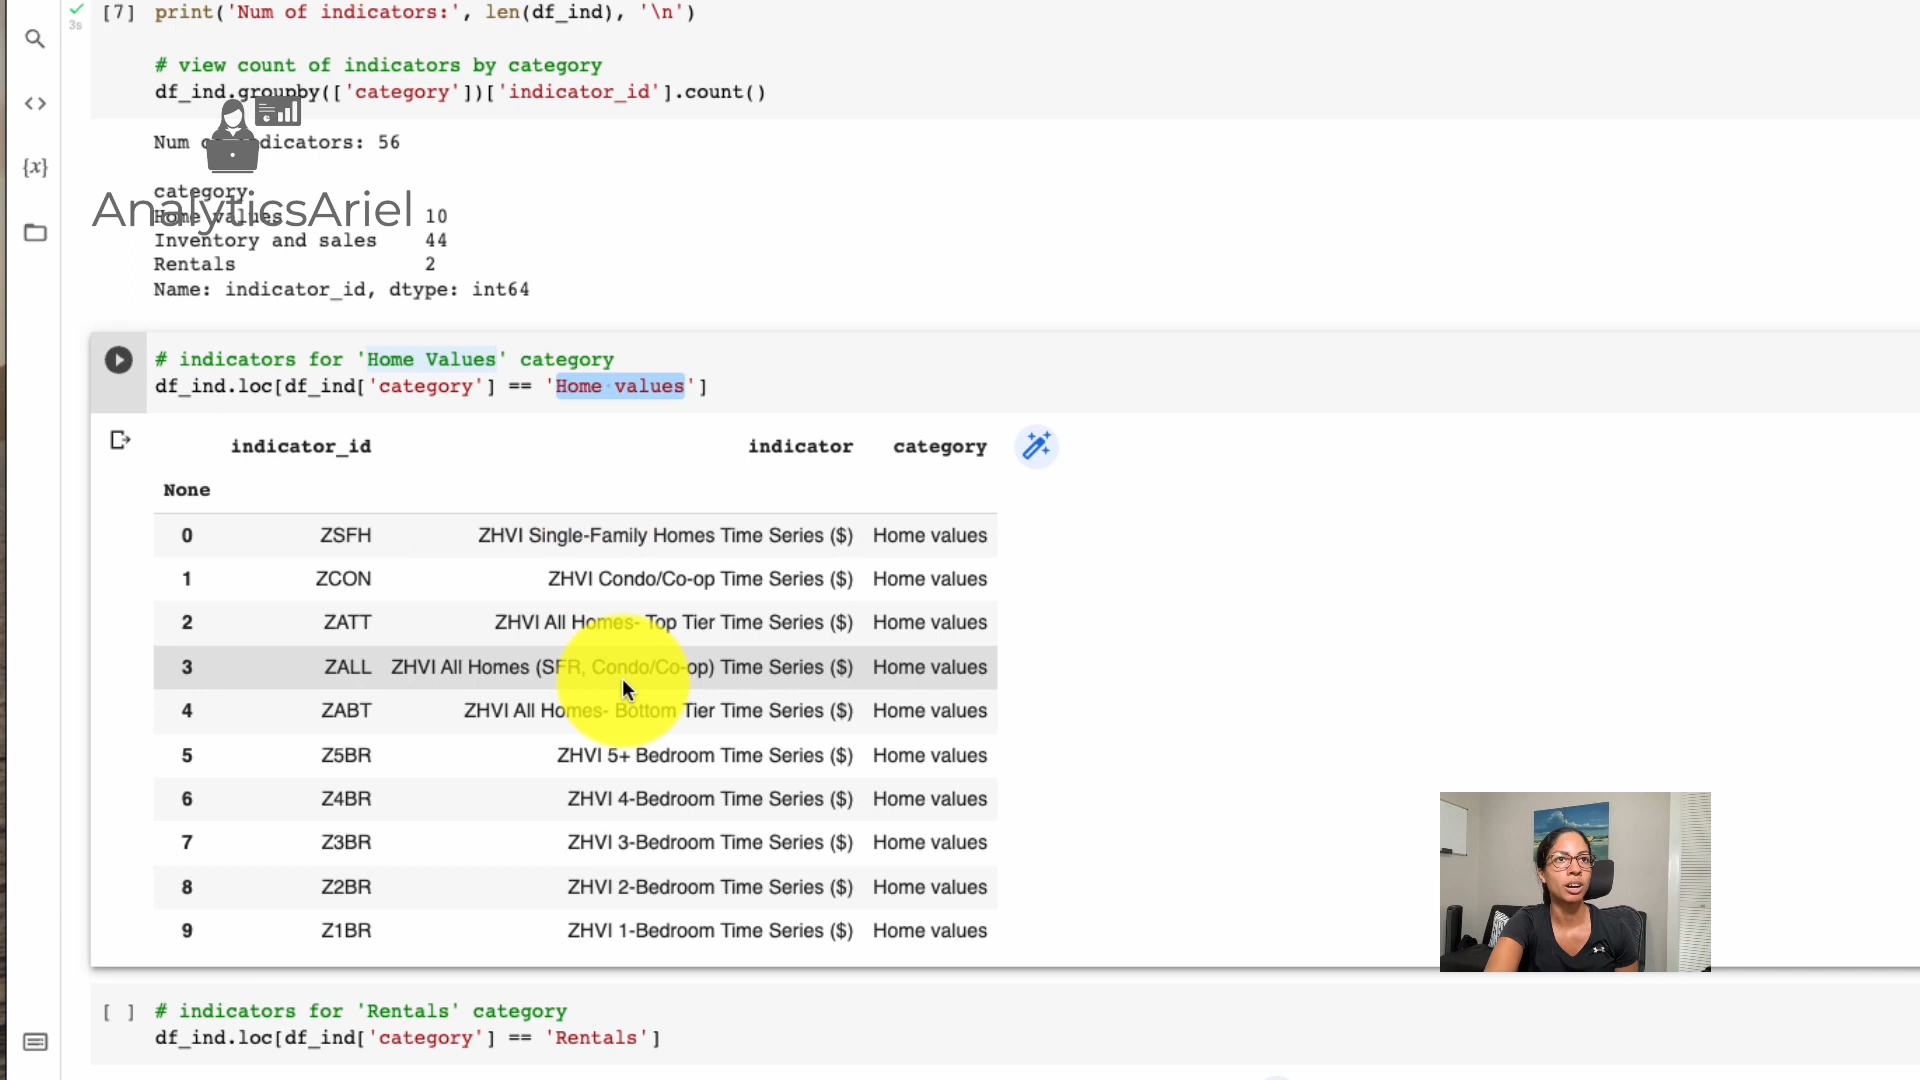 [7] print('Num of indicators:', len(df_ind), '\n')
3s
# view count of indicators by category
df_ind.groupby(['category'])['indicator_id'].count()
Num of indicators: 56
category
AnalyticsAriel
Home values 10
Inventory and sales 44
Rentals 2
Name: indicator_id, dtype: int64
# indicators for 'Home Values' category
df_ind.loc[df_ind['category'] == 'Home values']
indicator_id indicator category
None
0 ZSFH ZHVI Single-Family Homes Time Series ($) Home values
1 ZCON ZHVI Condo/Co-op Time Series ($) Home values
2 ZATT ZHVI All Homes- Top Tier Time Series ($) Home values
3 ZALL ZHVI All Homes (SFR, Condo/Co-op) Time Series ($) Home values
4 ZABT ZHVI All Homes- Bottom Tier Time Series ($) Home values
5 Z5BR ZHVI 5+ Bedroom Time Series ($) Home values
6 Z4BR ZHVI 4-Bedroom Time Series ($) Home values
7 Z3BR ZHVI 3-Bedroom Time Series ($) Home values
8 Z2BR ZHVI 2-Bedroom Time Series ($) Home values
9 Z1BR ZHVI 1-Bedroom Time Series ($) Home values
[ ] # indicators for 'Rentals' category
df_ind.loc[df_ind['category'] == 'Rentals']